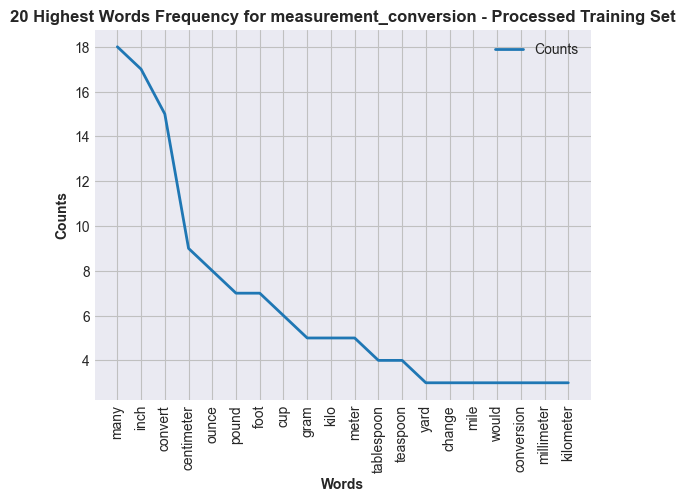 20 Highest Words Frequency for measurement_conversion - Processed Training Set
Counts
18
16
14
12
10
8
6
4
Counts
many
inch
convert
centimeter
ounce
pound
foot
cup
gram
kilo
meter
tablespoon
teaspoon
yard
change
mile
would
conversion
millimeter
kilometer
Words